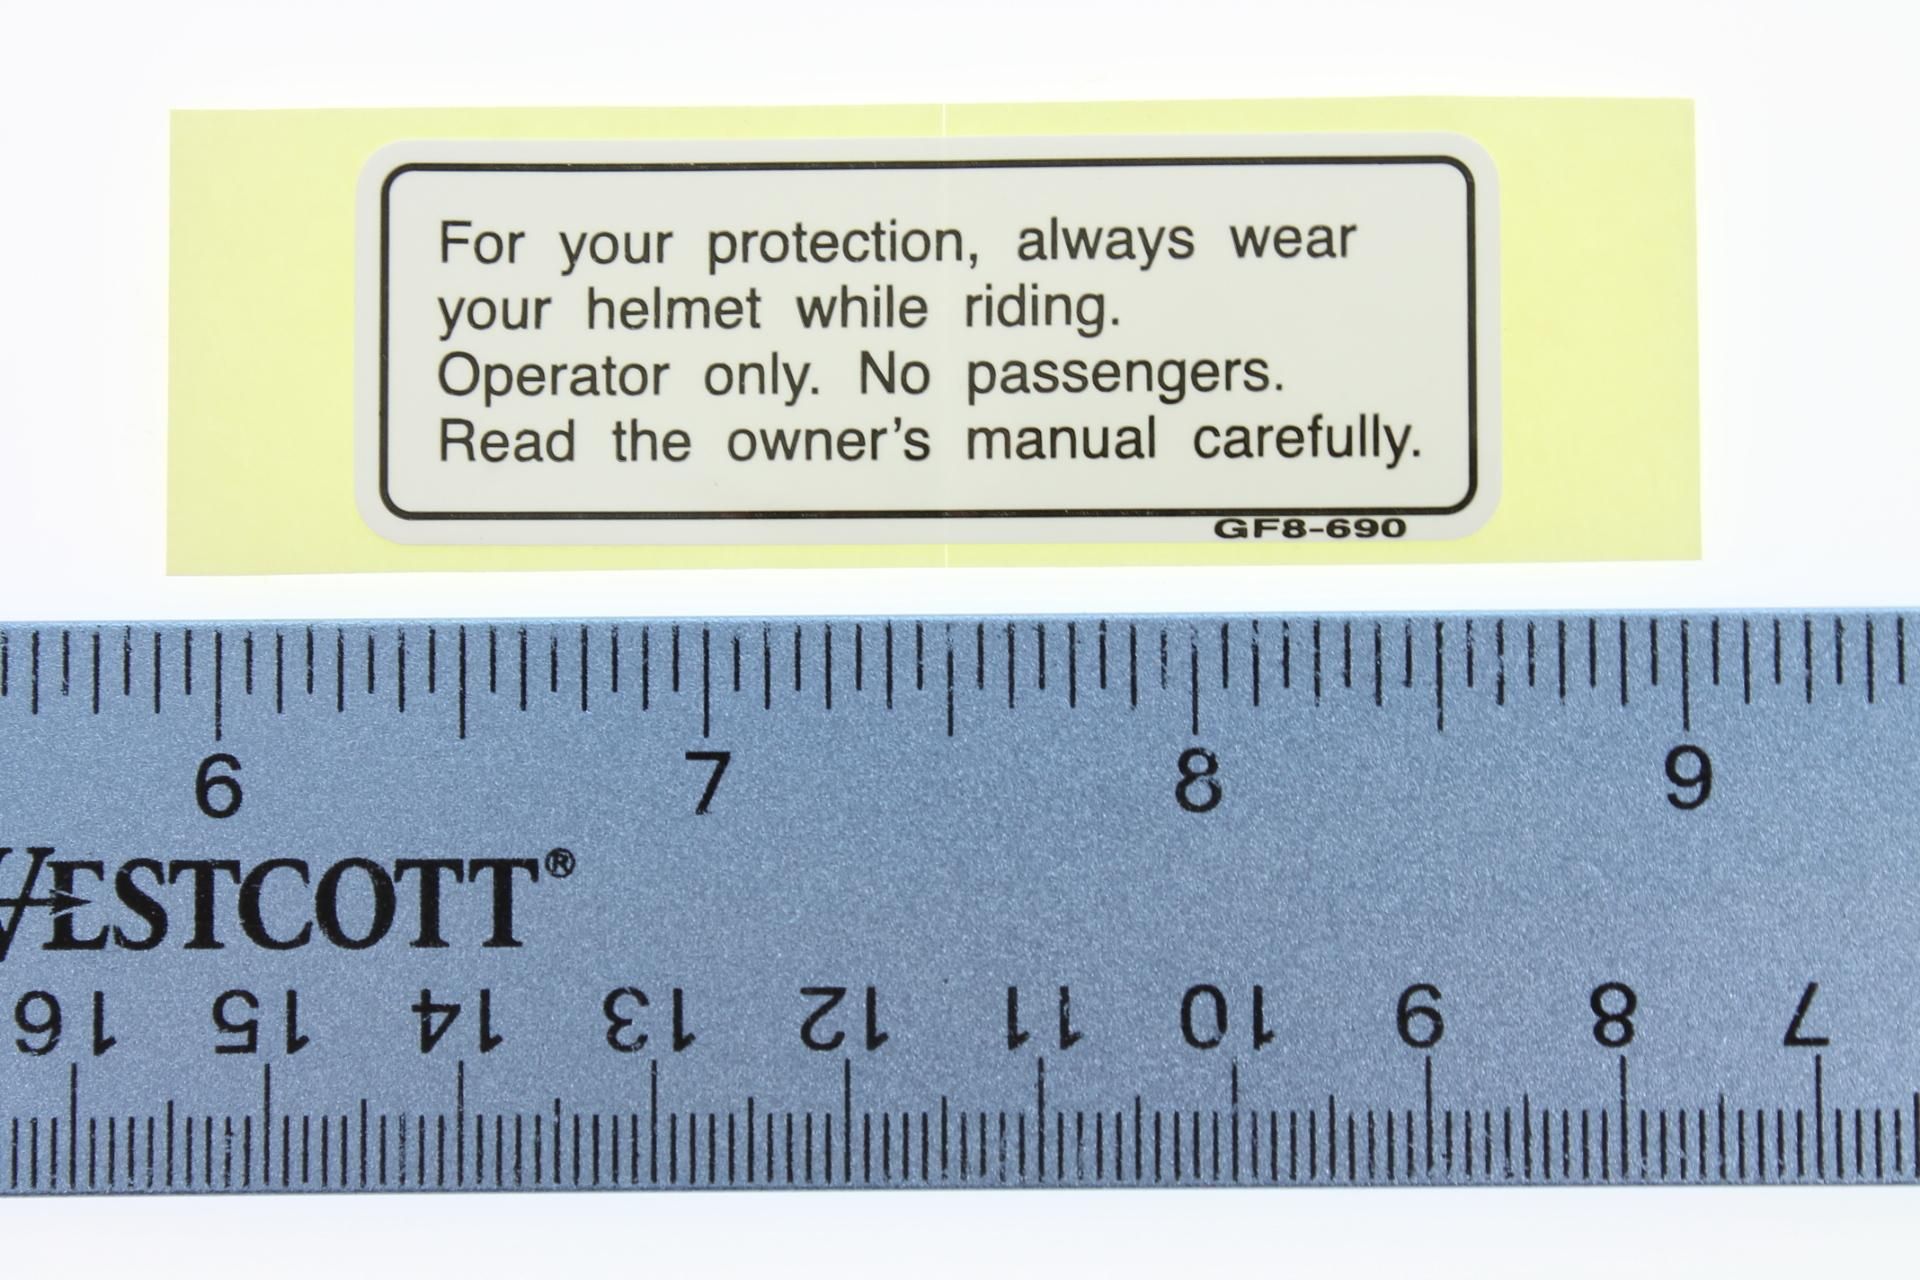 For your protection, always wear
your helmet while riding.
Operator only. No passengers.
Read the owner's manual carefully.
GF8-690
6 7 8 9
WESTCOTT®
16 15 14 13 12 11 10 9 8 7